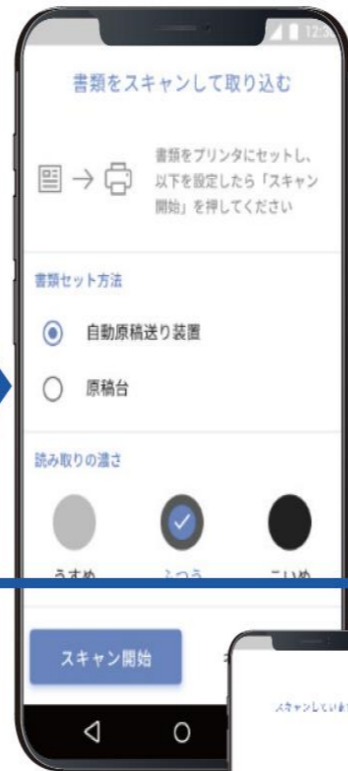 12:30
書類をスキャンして取り込む
書類をプリンタにセットし、
以下を設定したら「スキャン
開始」を押してください
書類セット方法
自動原稿送り装置
原稿台
読み取りの濃さ
うすめ
ふつう
こいめ
スキャン開始